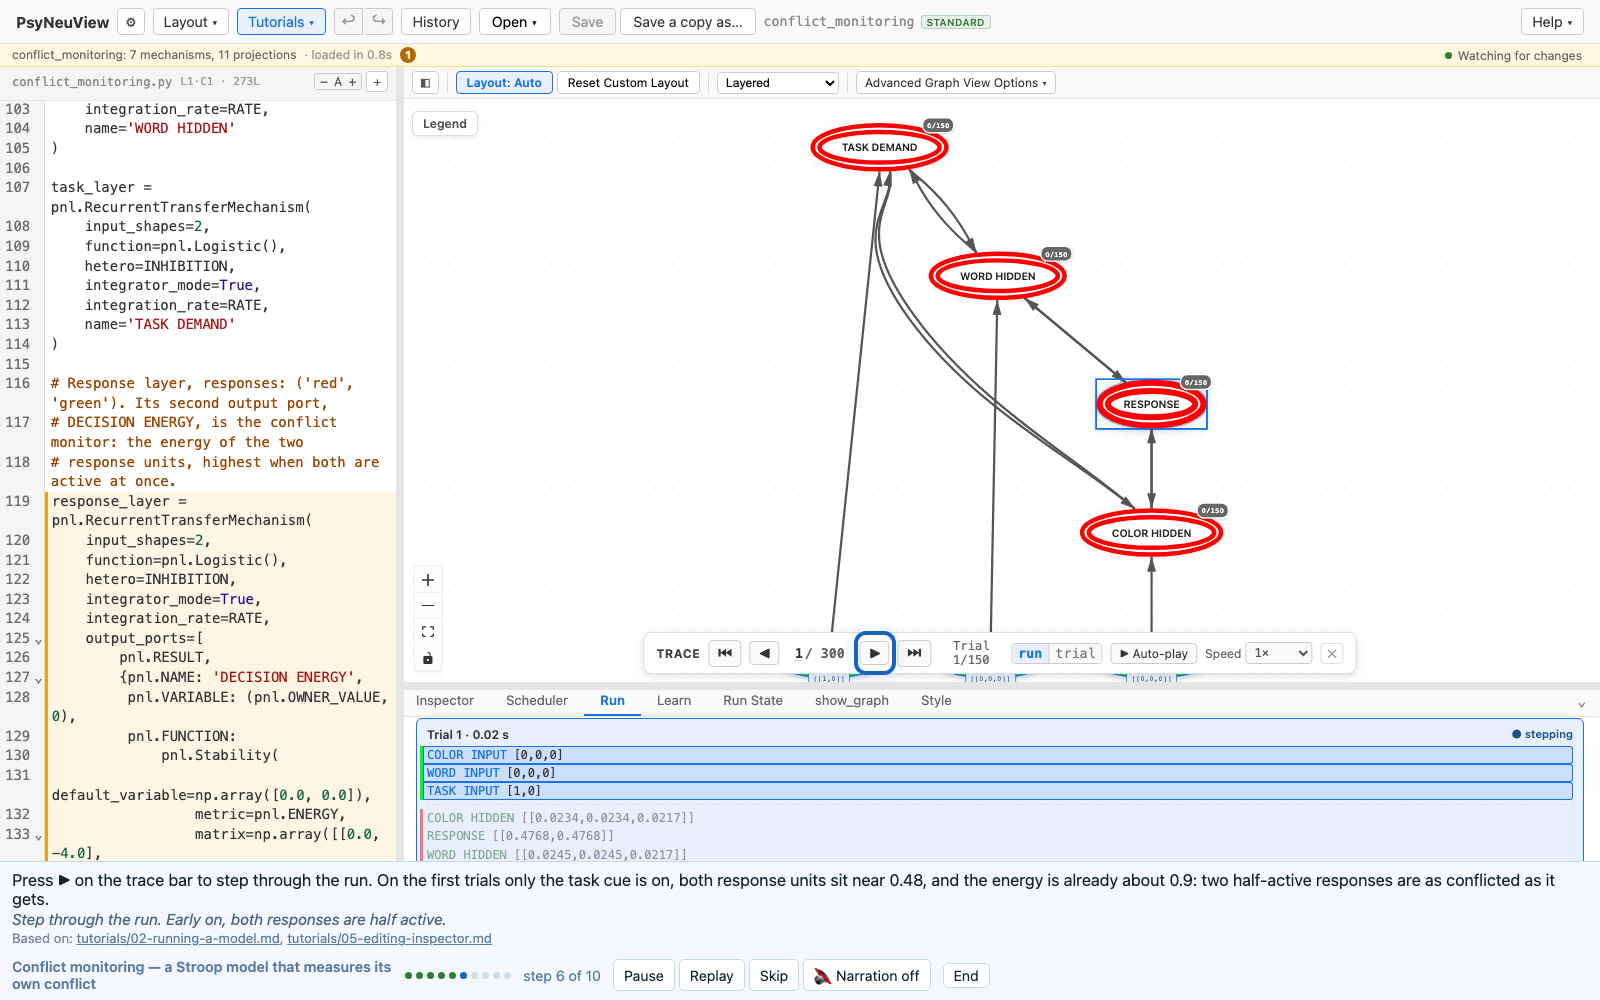 PsyNeuView ⚙ Layout ▾ Tutorials ▾ ↩ ↪ History Open ▾ Save Save a copy as... conflict_monitoring STANDARD Help ▾
conflict_monitoring: 7 mechanisms, 11 projections · loaded in 0.8s 1 Watching for changes
conflict_monitoring.py L1:C1 · 273L − A + +
Layout: Auto Reset Custom Layout Layered Advanced Graph View Options ▾
103 integration_rate=RATE,
104 name='WORD HIDDEN'
105 )
106
107 task_layer =
pnl.RecurrentTransferMechanism(
108 input_shapes=2,
109 function=pnl.Logistic(),
110 hetero=INHIBITION,
111 integrator_mode=True,
112 integration_rate=RATE,
113 name='TASK DEMAND'
114 )
115
116 # Response layer, responses: ('red',
'green'). Its second output port,
117 # DECISION ENERGY, is the conflict
monitor: the energy of the two
118 # response units, highest when both are
active at once.
119 response_layer =
pnl.RecurrentTransferMechanism(
120 input_shapes=2,
121 function=pnl.Logistic(),
122 hetero=INHIBITION,
123 integrator_mode=True,
124 integration_rate=RATE,
125 output_ports=[
126 pnl.RESULT,
127 {pnl.NAME: 'DECISION ENERGY',
128 pnl.VARIABLE: (pnl.OWNER_VALUE,
0),
129 pnl.FUNCTION:
130 pnl.Stability(
131
default_variable=np.array([0.0, 0.0]),
132 metric=pnl.ENERGY,
133 matrix=np.array([[0.0,
−4.0],
Legend
TASK DEMAND 0/150
WORD HIDDEN 0/150
RESPONSE 0/150
COLOR HIDDEN 0/150
TRACE ⏮ ◀ 1/ 300 ▶ ⏭ Trial 1/150 run trial ▶ Auto-play Speed 1× ×
[[1,0]] [[0,0,0]] [[0,0,0]]
Inspector Scheduler Run Learn Run State show_graph Style
Trial 1 · 0.02 s stepping
COLOR INPUT [0,0,0]
WORD INPUT [0,0,0]
TASK INPUT [1,0]
COLOR HIDDEN [[0.0234,0.0234,0.0217]]
RESPONSE [[0.4768,0.4768]]
WORD HIDDEN [[0.0245,0.0245,0.0217]]
Press ▶ on the trace bar to step through the run. On the first trials only the task cue is on, both response units sit near 0.48, and the energy is already about 0.9: two half-active responses are as conflicted as it
gets.
Step through the run. Early on, both responses are half active.
Based on: tutorials/02-running-a-model.md, tutorials/05-editing-inspector.md
Conflict monitoring — a Stroop model that measures its
own conflict
step 6 of 10 Pause Replay Skip Narration off End